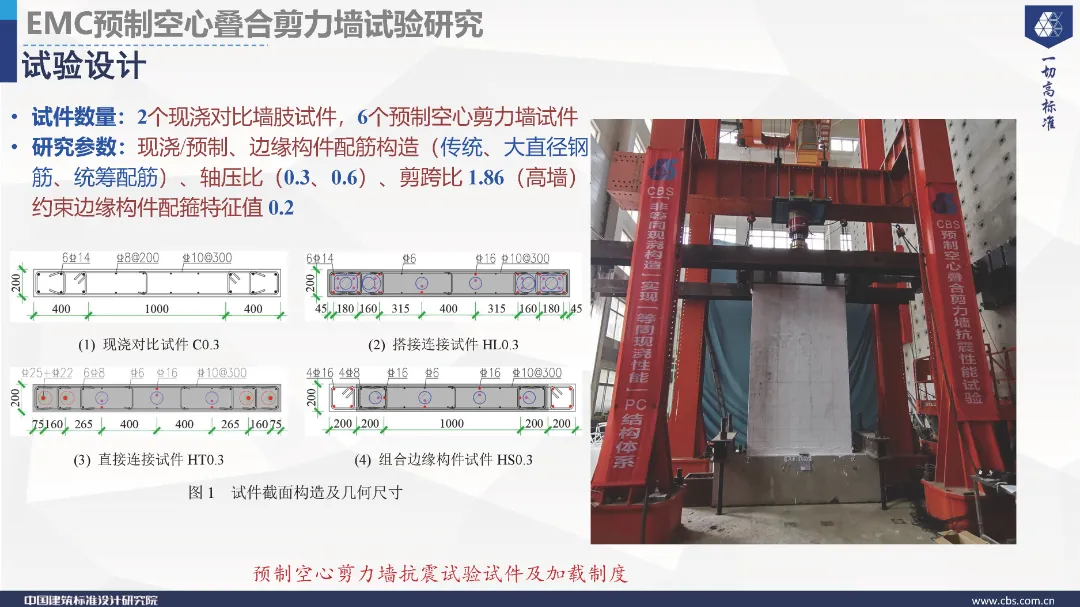 EMC预制空心叠合剪力墙试验研究
试验设计
一切高标准
• 试件数量：2个现浇对比墙肢试件，6个预制空心剪力墙试件
• 研究参数：现浇/预制、边缘构件配筋构造（传统、大直径钢
筋、统筹配筋）、轴压比（0.3、0.6）、剪跨比 1.86（高墙）
约束边缘构件配箍特征值 0.2
6Φ14 Φ8@200 Φ10@300
200
400 1000 400
(1) 现浇对比试件 C0.3
6Φ14 Φ6 Φ16 Φ10@300
200
45 180 160 315 400 315 160 180 45
(2) 搭接连接试件 HL0.3
Φ25+Φ22 6Φ8 Φ6 Φ16 Φ10@300
200
75 160 265 400 400 265 160 75
(3) 直接连接试件 HT0.3
4Φ16 4Φ8 Φ16 Φ6 Φ16 Φ10@300
200
200 200 1000 200 200
(4) 组合边缘构件试件 HS0.3
图 1 试件截面构造及几何尺寸
CBS
“非等同现浇构造”实现“等同现浇性能”PC结构体系
CBS
预制空心叠合剪力墙抗震性能试验
预制空心剪力墙抗震试验试件及加载制度
中国建筑标准设计研究院
www.cbs.com.cn